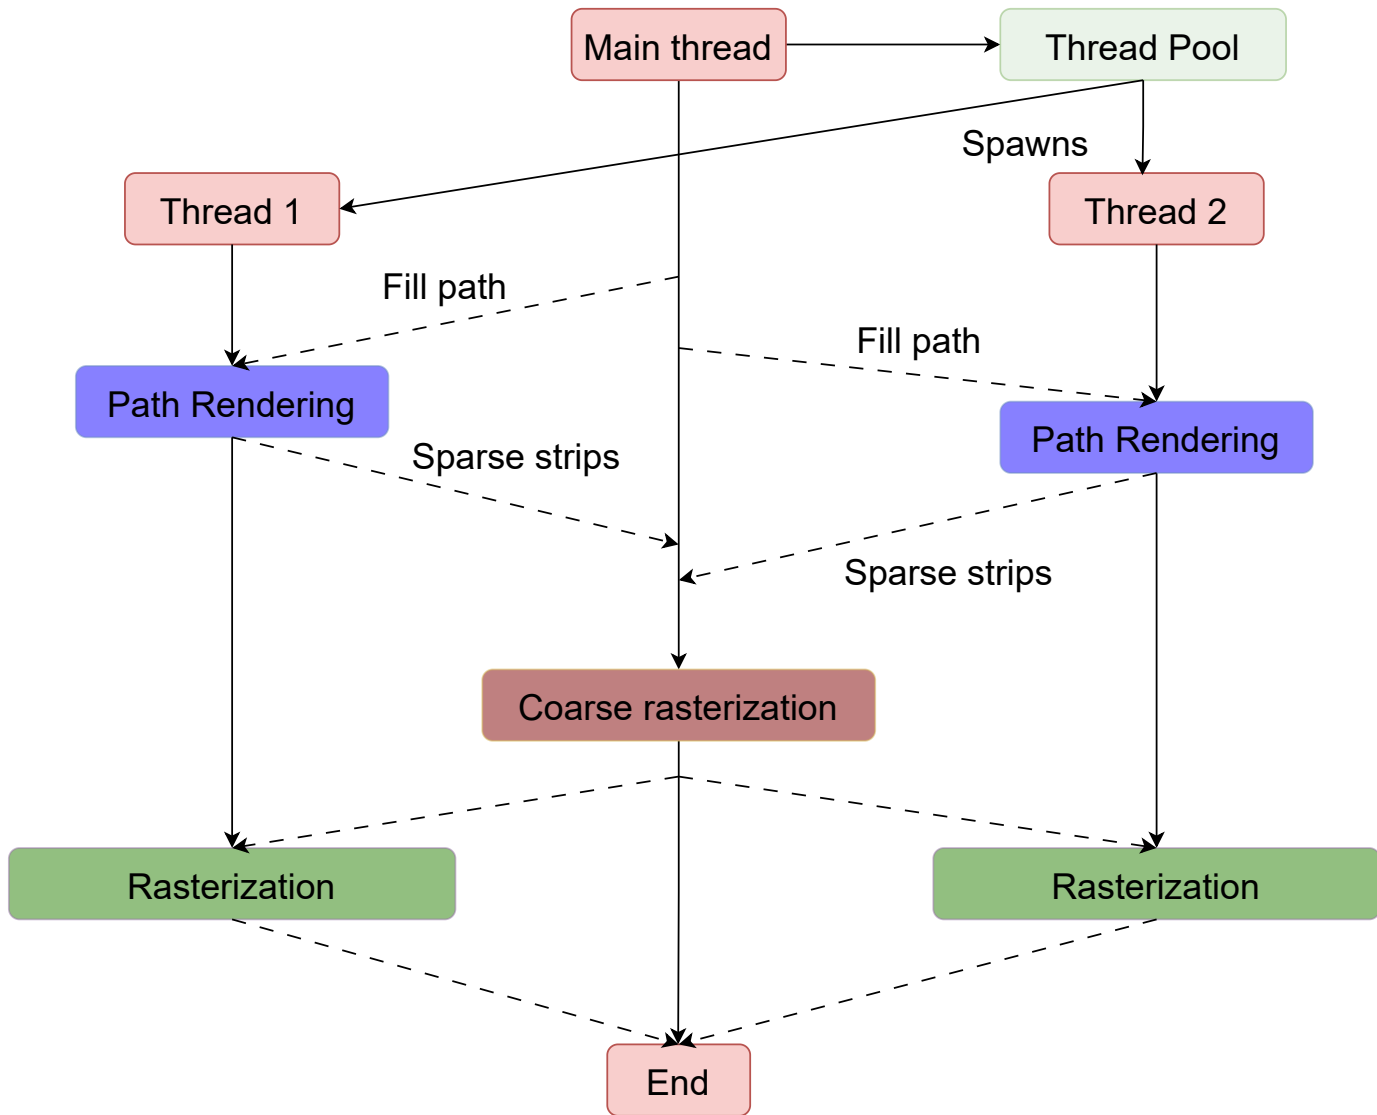 Main thread
Thread Pool
Spawns
Thread 1
Thread 2
Fill path
Fill path
Path Rendering
Path Rendering
Sparse strips
Sparse strips
Coarse rasterization
Rasterization
Rasterization
End